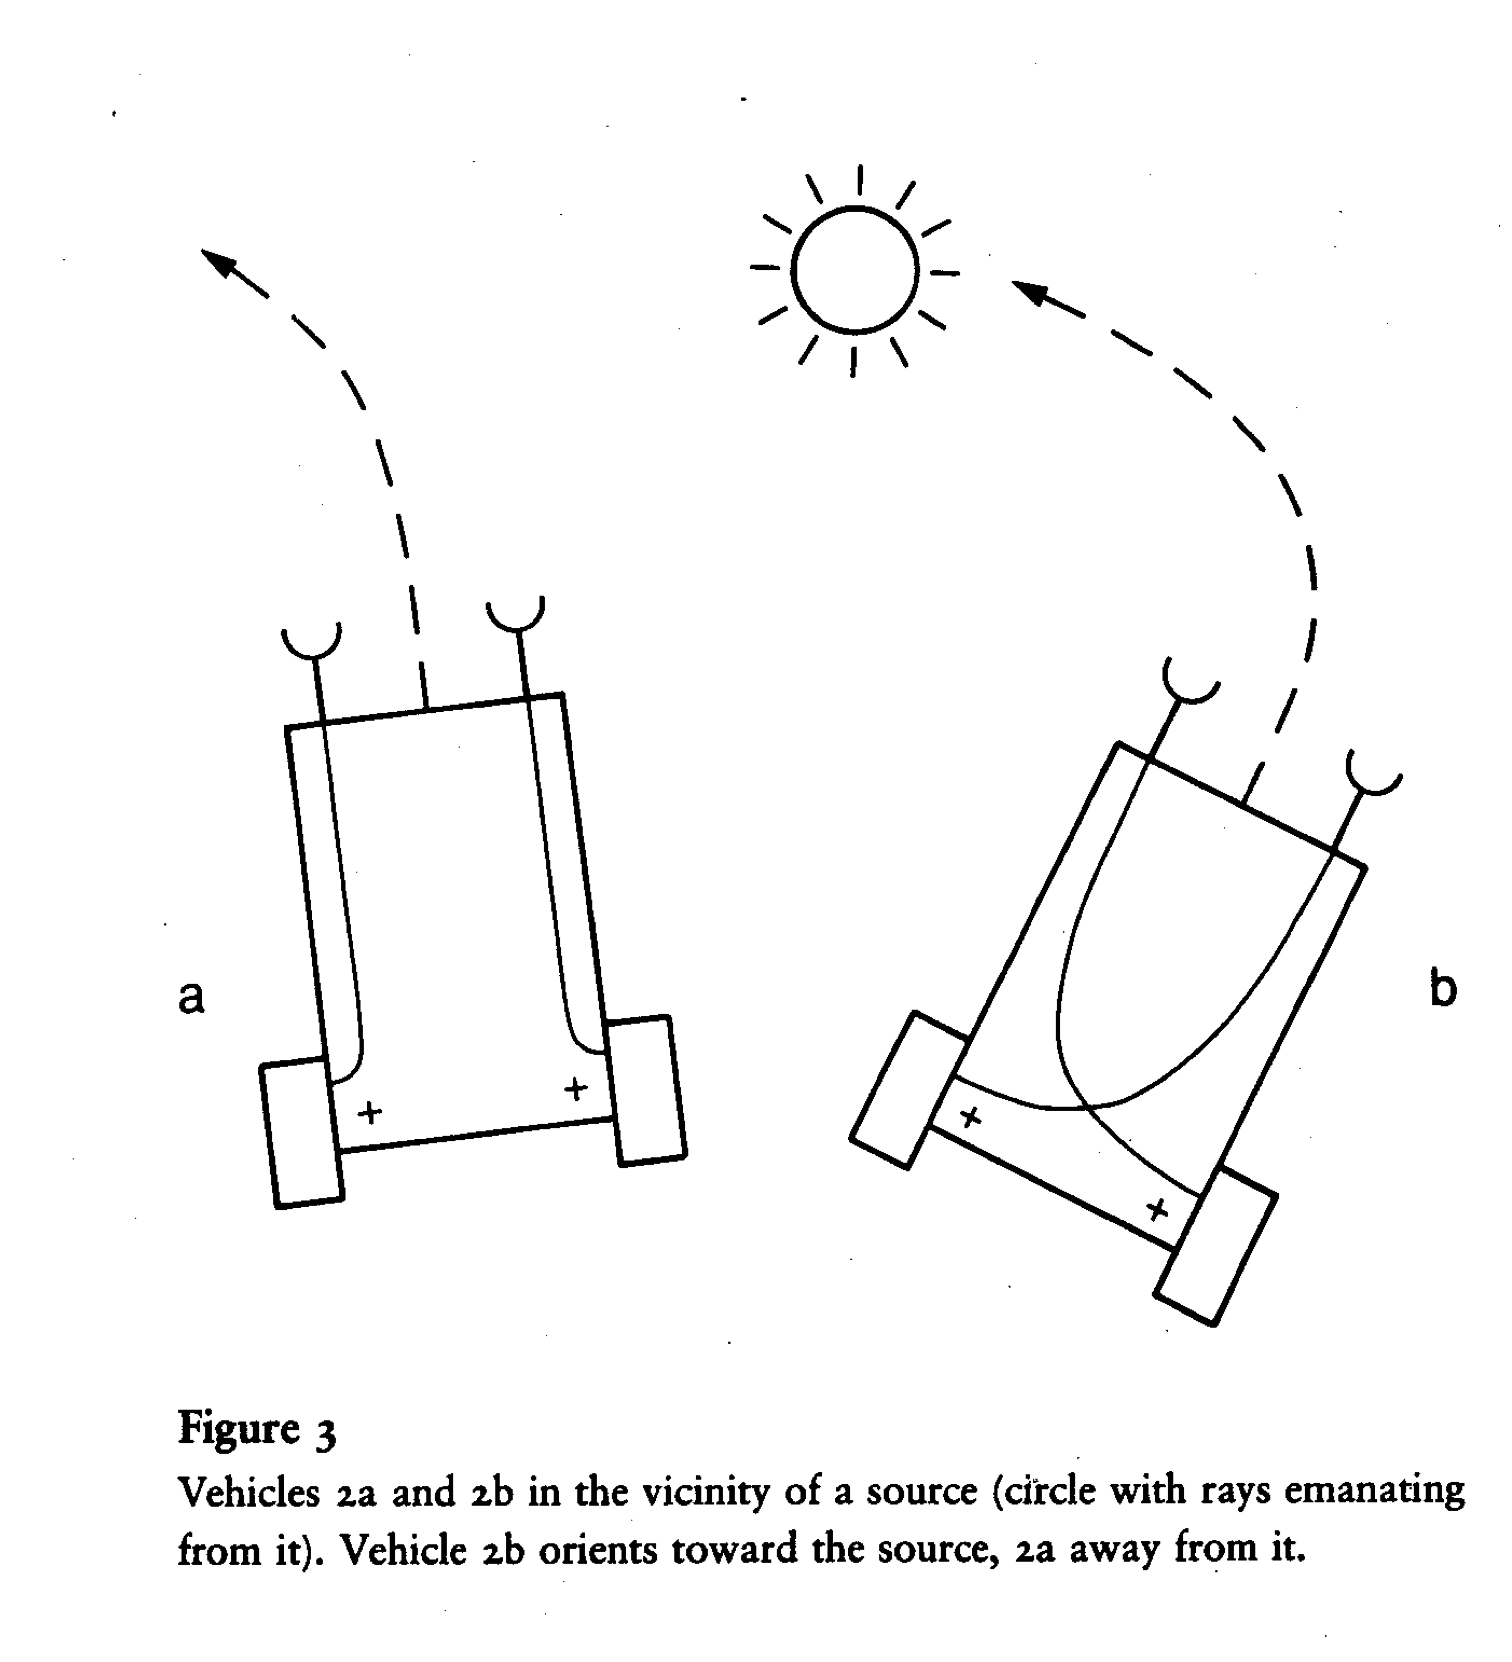 a
b
+
+
+
+
Figure 3
Vehicles 2a and 2b in the vicinity of a source (circle with rays emanating
from it). Vehicle 2b orients toward the source, 2a away from it.